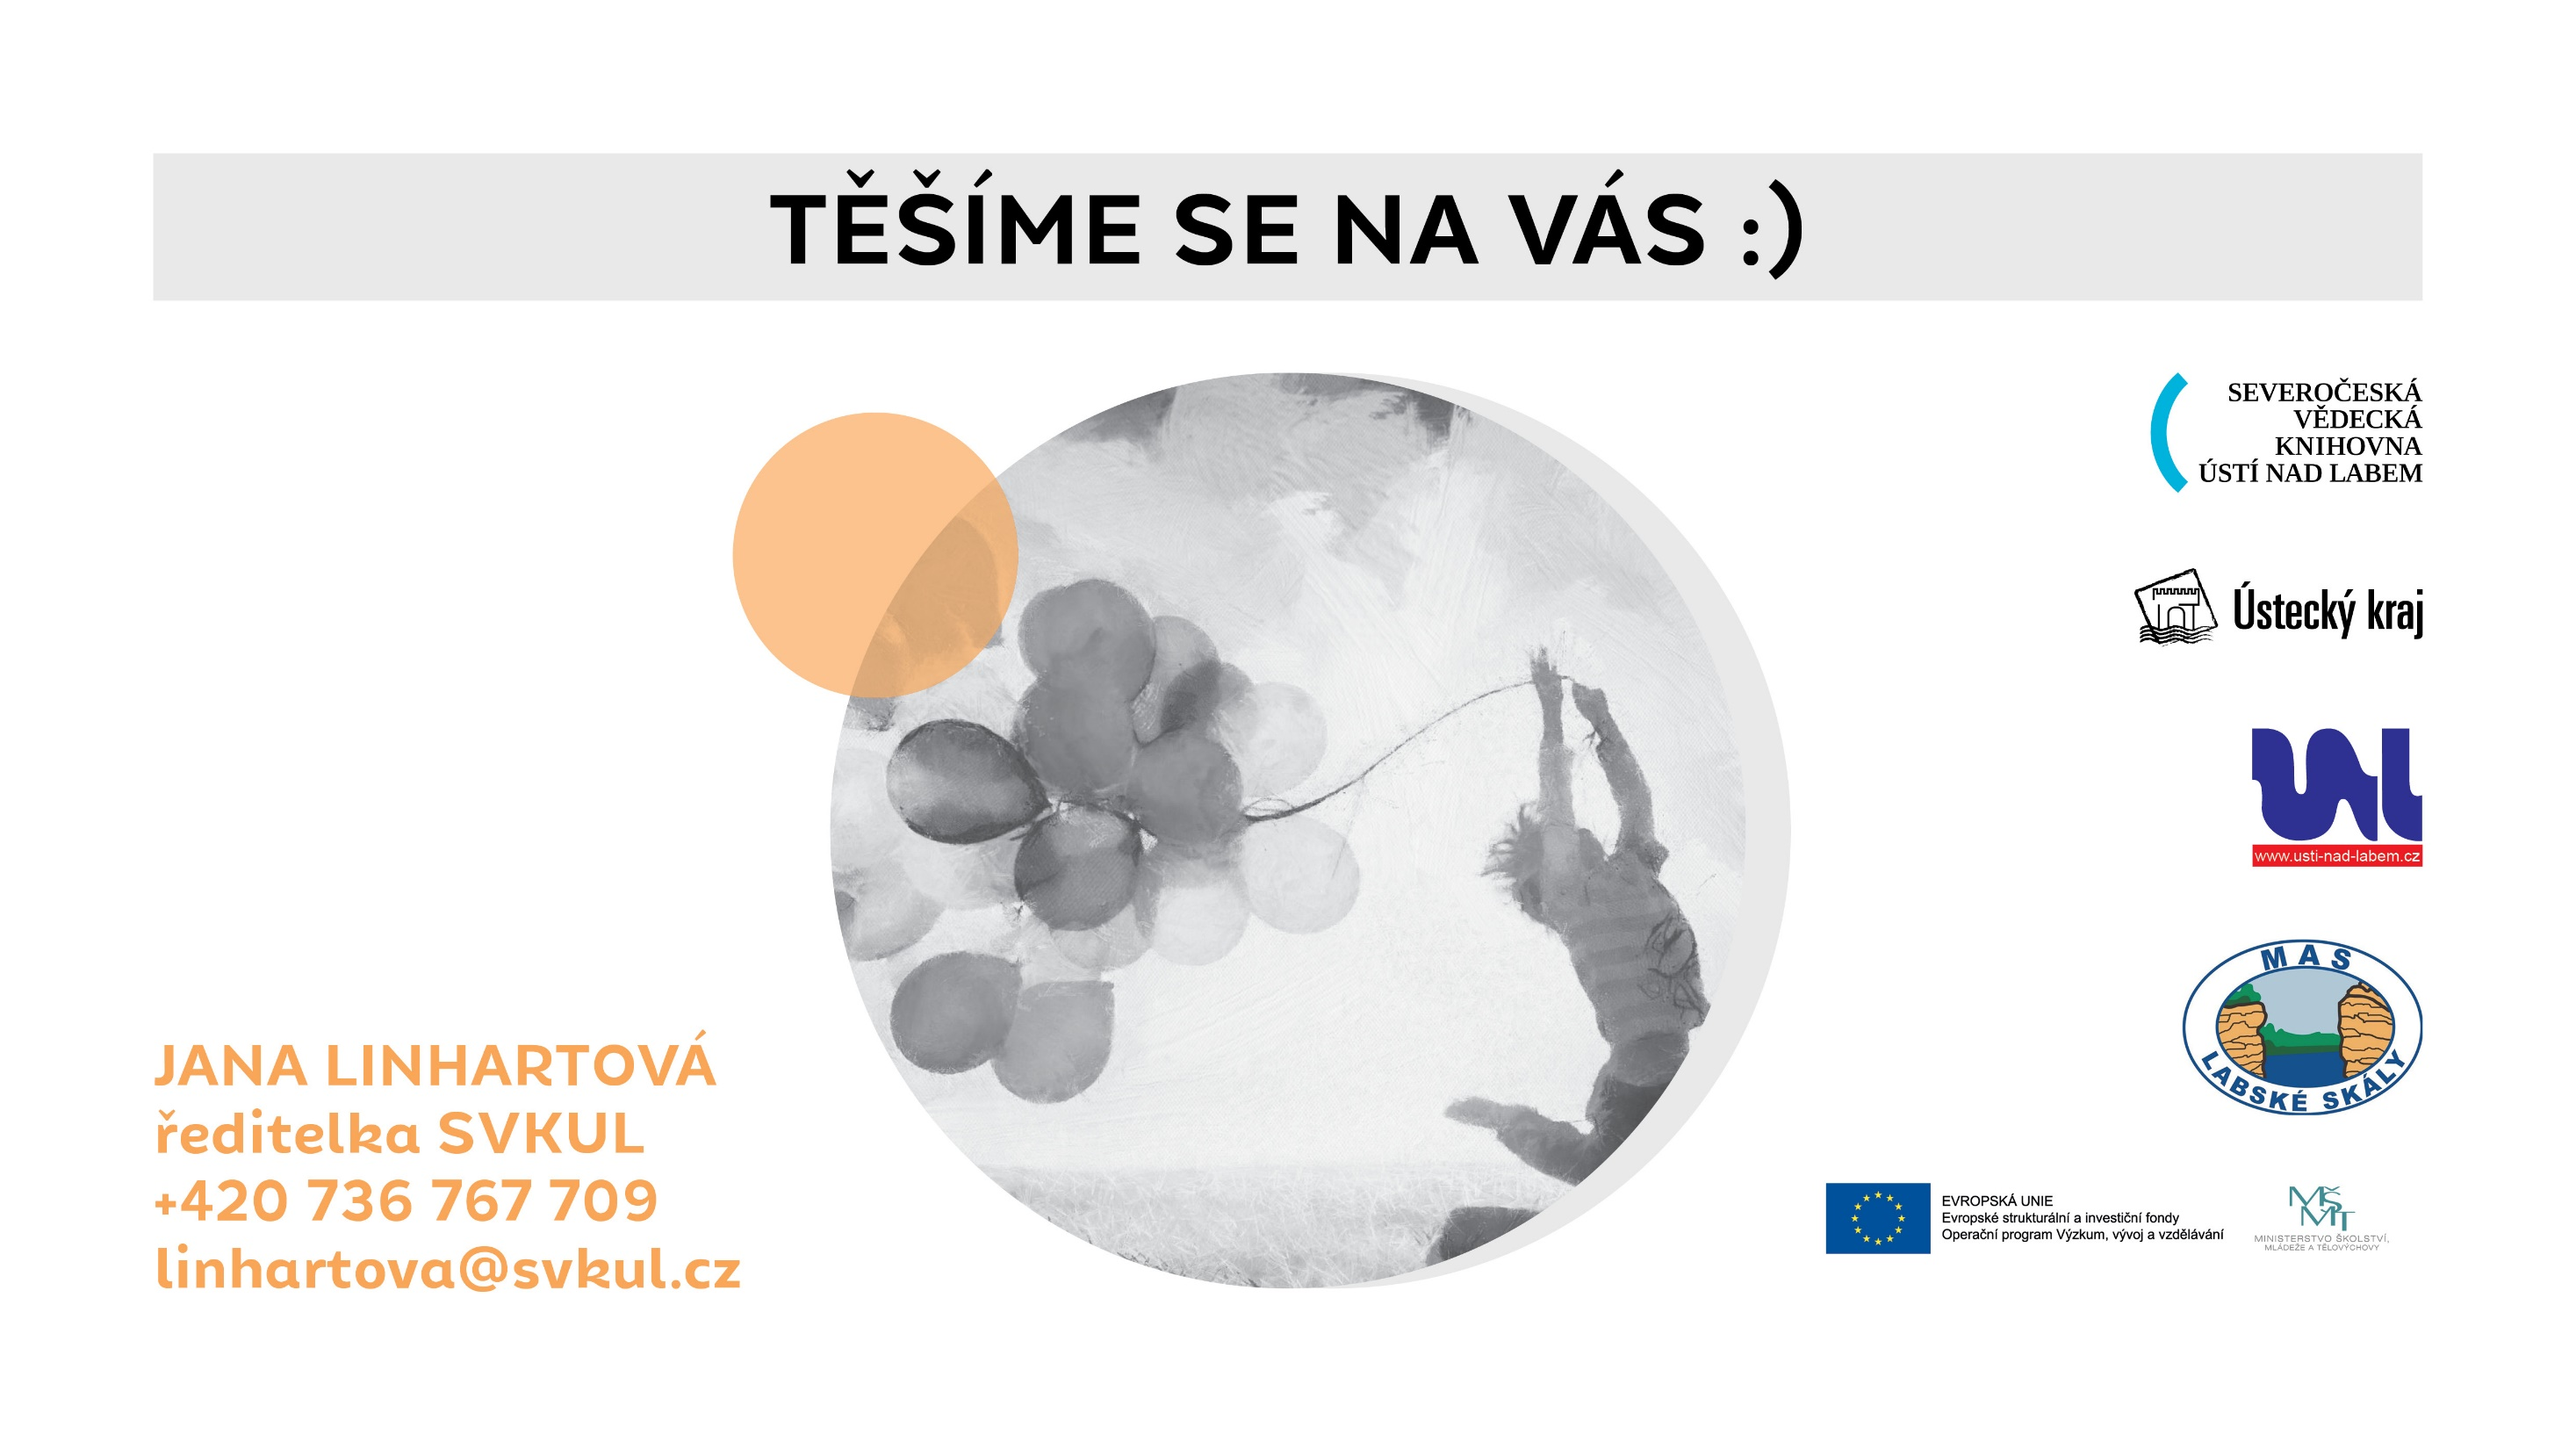 TĚŠÍME SE NA VÁS :)
SEVEROČESKÁ
VĚDECKÁ
KNIHOVNA
ÚSTÍ NAD LABEM
Ústecký kraj
UNL
www.usti-nad-labem.cz
MAS
LABSKÉ SKÁLY
JANA LINHARTOVÁ
ředitelka SVKUL
+420 736 767 709
linhartova@svkul.cz
EVROPSKÁ UNIE
Evropské strukturální a investiční fondy
Operační program Výzkum, vývoj a vzdělávání
MŠMT
MINISTERSTVO ŠKOLSTVÍ,
MLÁDEŽE A TĚLOVÝCHOVY